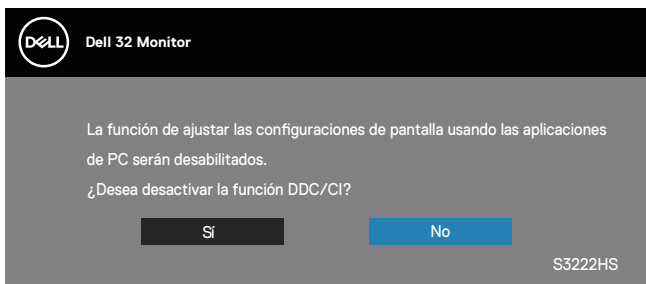 DELL
Dell 32 Monitor
La función de ajustar las configuraciones de pantalla usando las aplicaciones
de PC serán desabilitados.
¿Desea desactivar la función DDC/CI?
Sí
No
S3222HS